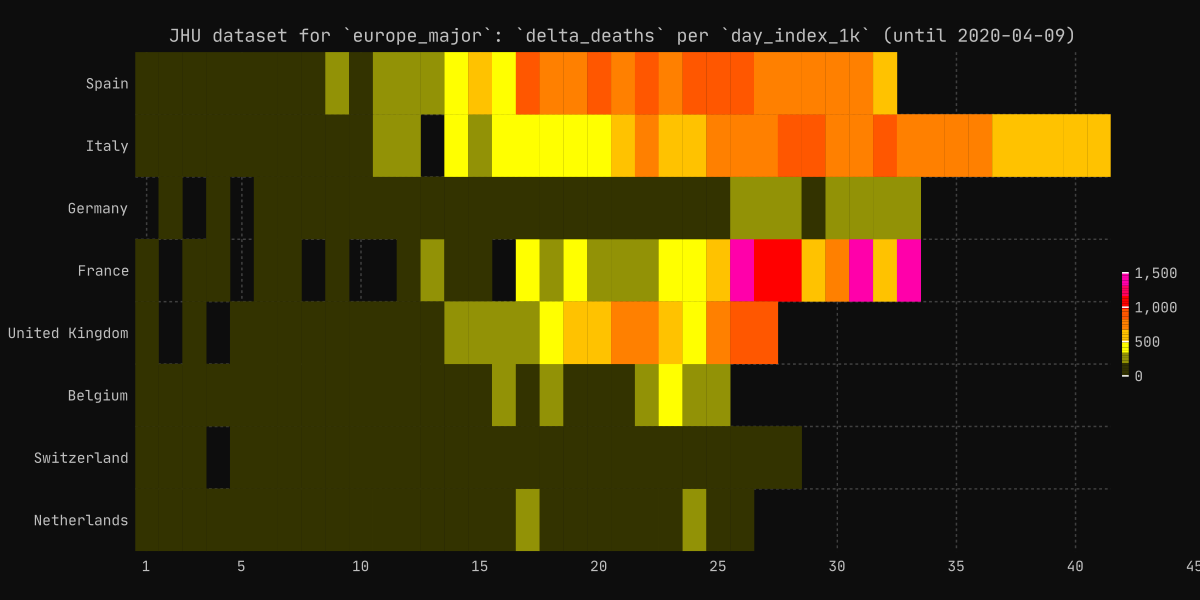 JHU dataset for `europe_major`: `delta_deaths` per `day_index_1k` (until 2020-04-09)
Spain
Italy
Germany
France
United Kingdom
Belgium
Switzerland
Netherlands
1,500
1,000
500
0
1 5 10 15 20 25 30 35 40 45